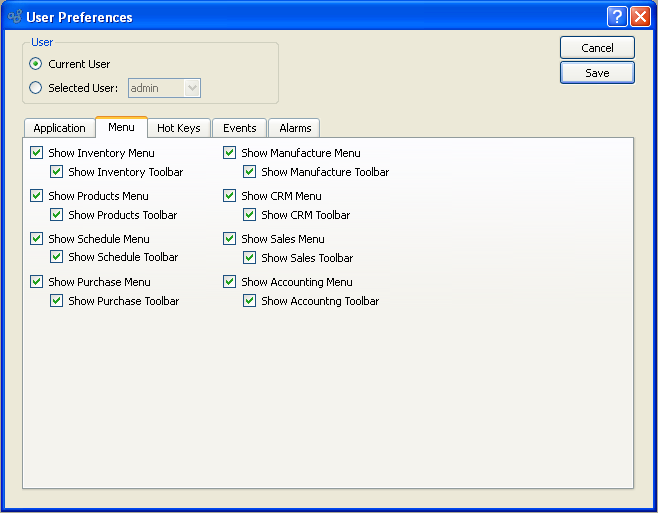 User Preferences
User
Current User
Selected User: admin
Cancel
Save
Application Menu Hot Keys Events Alarms
Show Inventory Menu Show Manufacture Menu
Show Inventory Toolbar Show Manufacture Toolbar
Show Products Menu Show CRM Menu
Show Products Toolbar Show CRM Toolbar
Show Schedule Menu Show Sales Menu
Show Schedule Toolbar Show Sales Toolbar
Show Purchase Menu Show Accounting Menu
Show Purchase Toolbar Show Accountng Toolbar